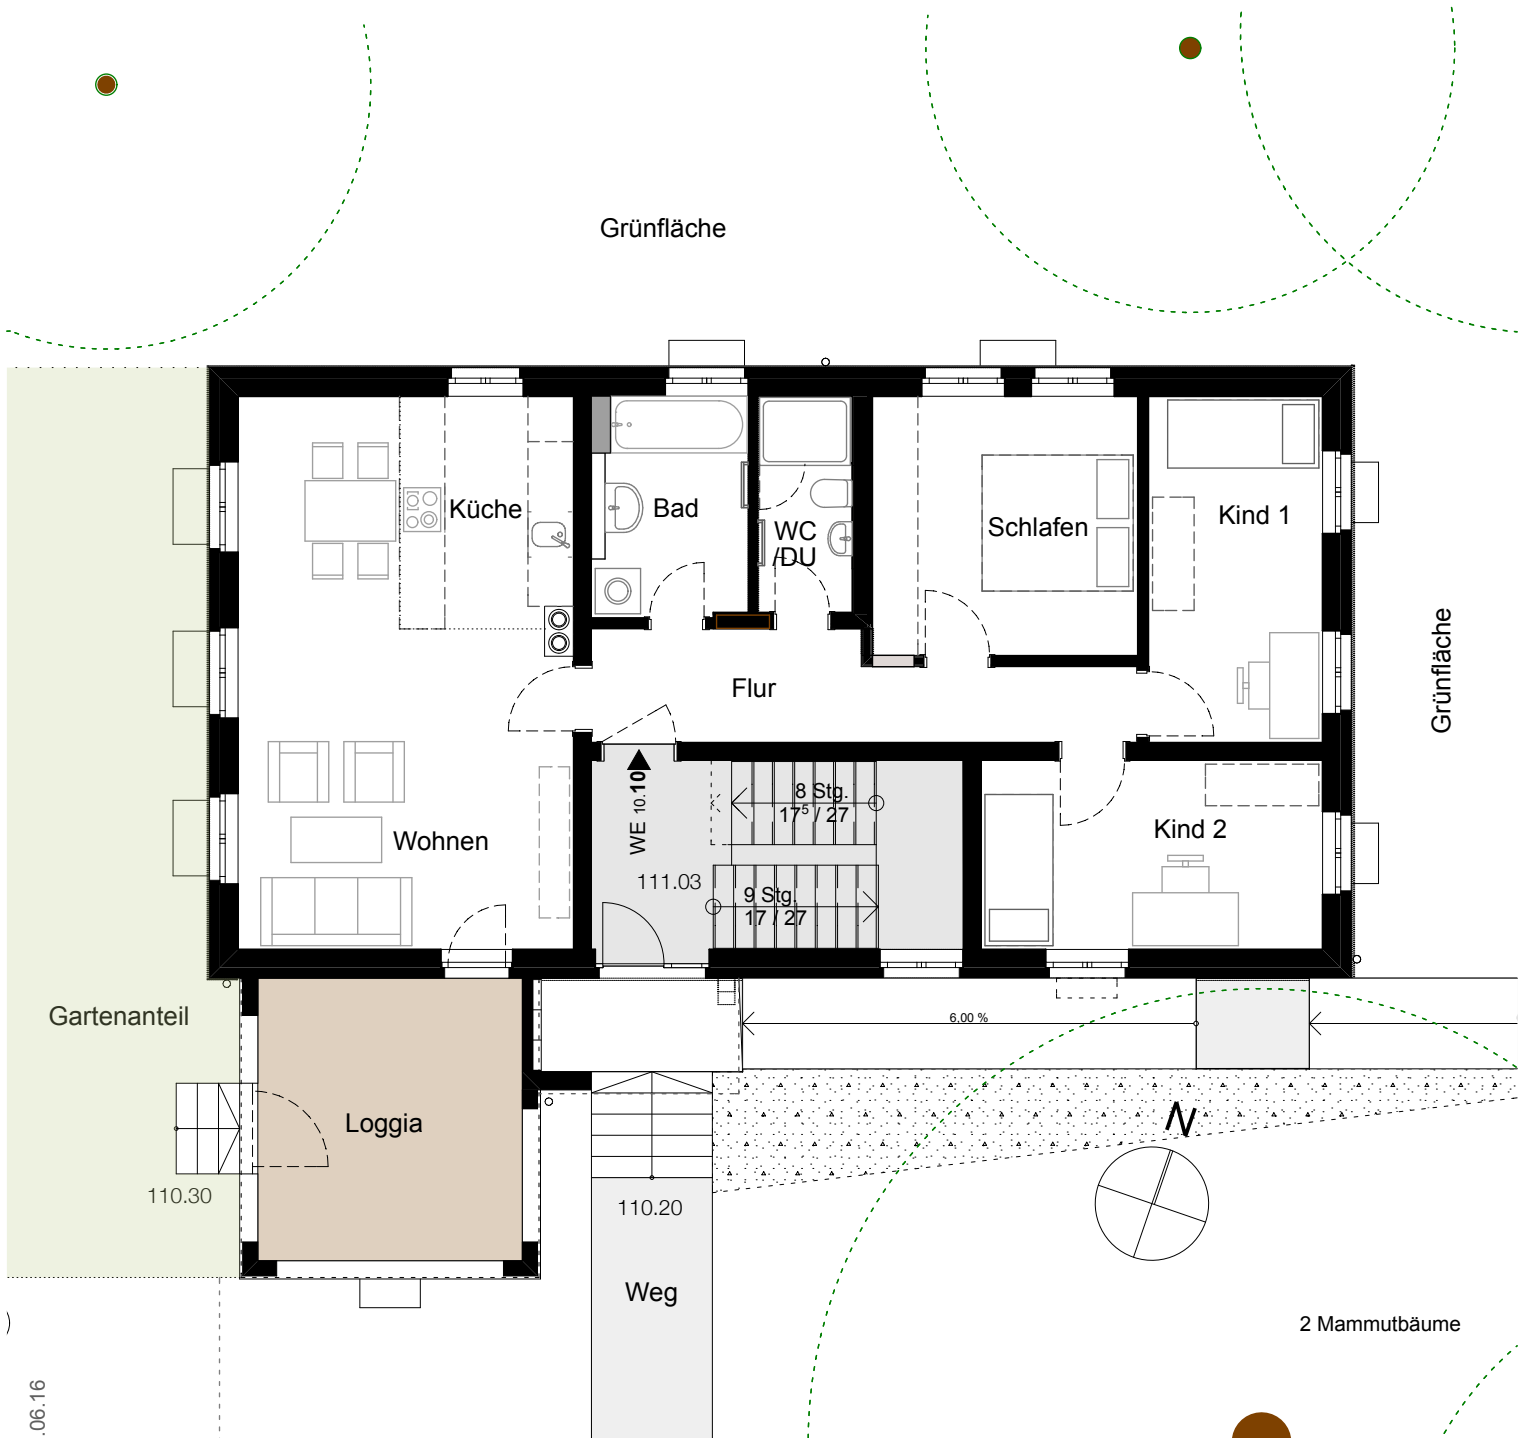 Grünfläche
Küche
Bad
WC
/DU
Schlafen
Kind 1
Grünfläche
Flur
Wohnen
WE 10.10
111.03
8 Stg.
17⁵ / 27
9 Stg.
17 / 27
Kind 2
Gartenanteil
6,00 %
Loggia
N
110.30
110.20
Weg
2 Mammutbäume
.06.16